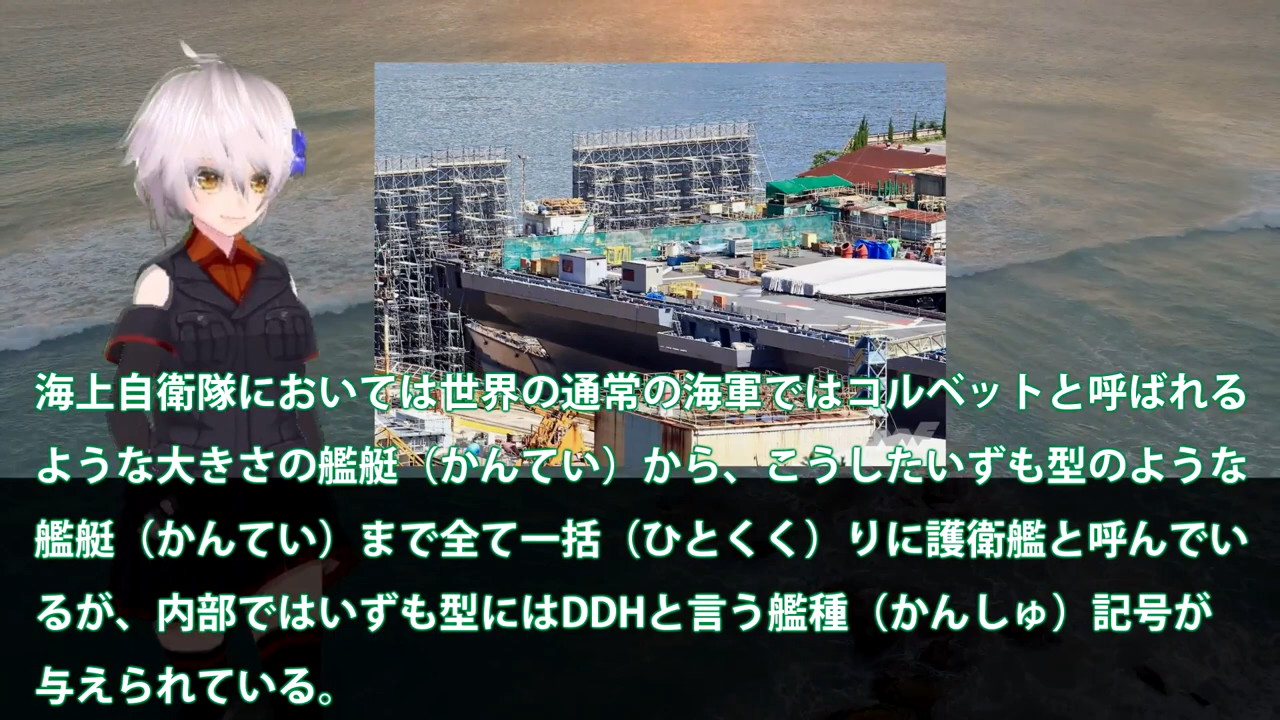 海上自衛隊においては世界の通常の海軍ではコルベットと呼ばれる
ような大きさの艦艇（かんてい）から、こうしたいずも型のような
艦艇（かんてい）まで全て一括（ひとくく）りに護衛艦と呼んでい
るが、内部ではいずも型にはDDHと言う艦種（かんしゅ）記号が
与えられている。